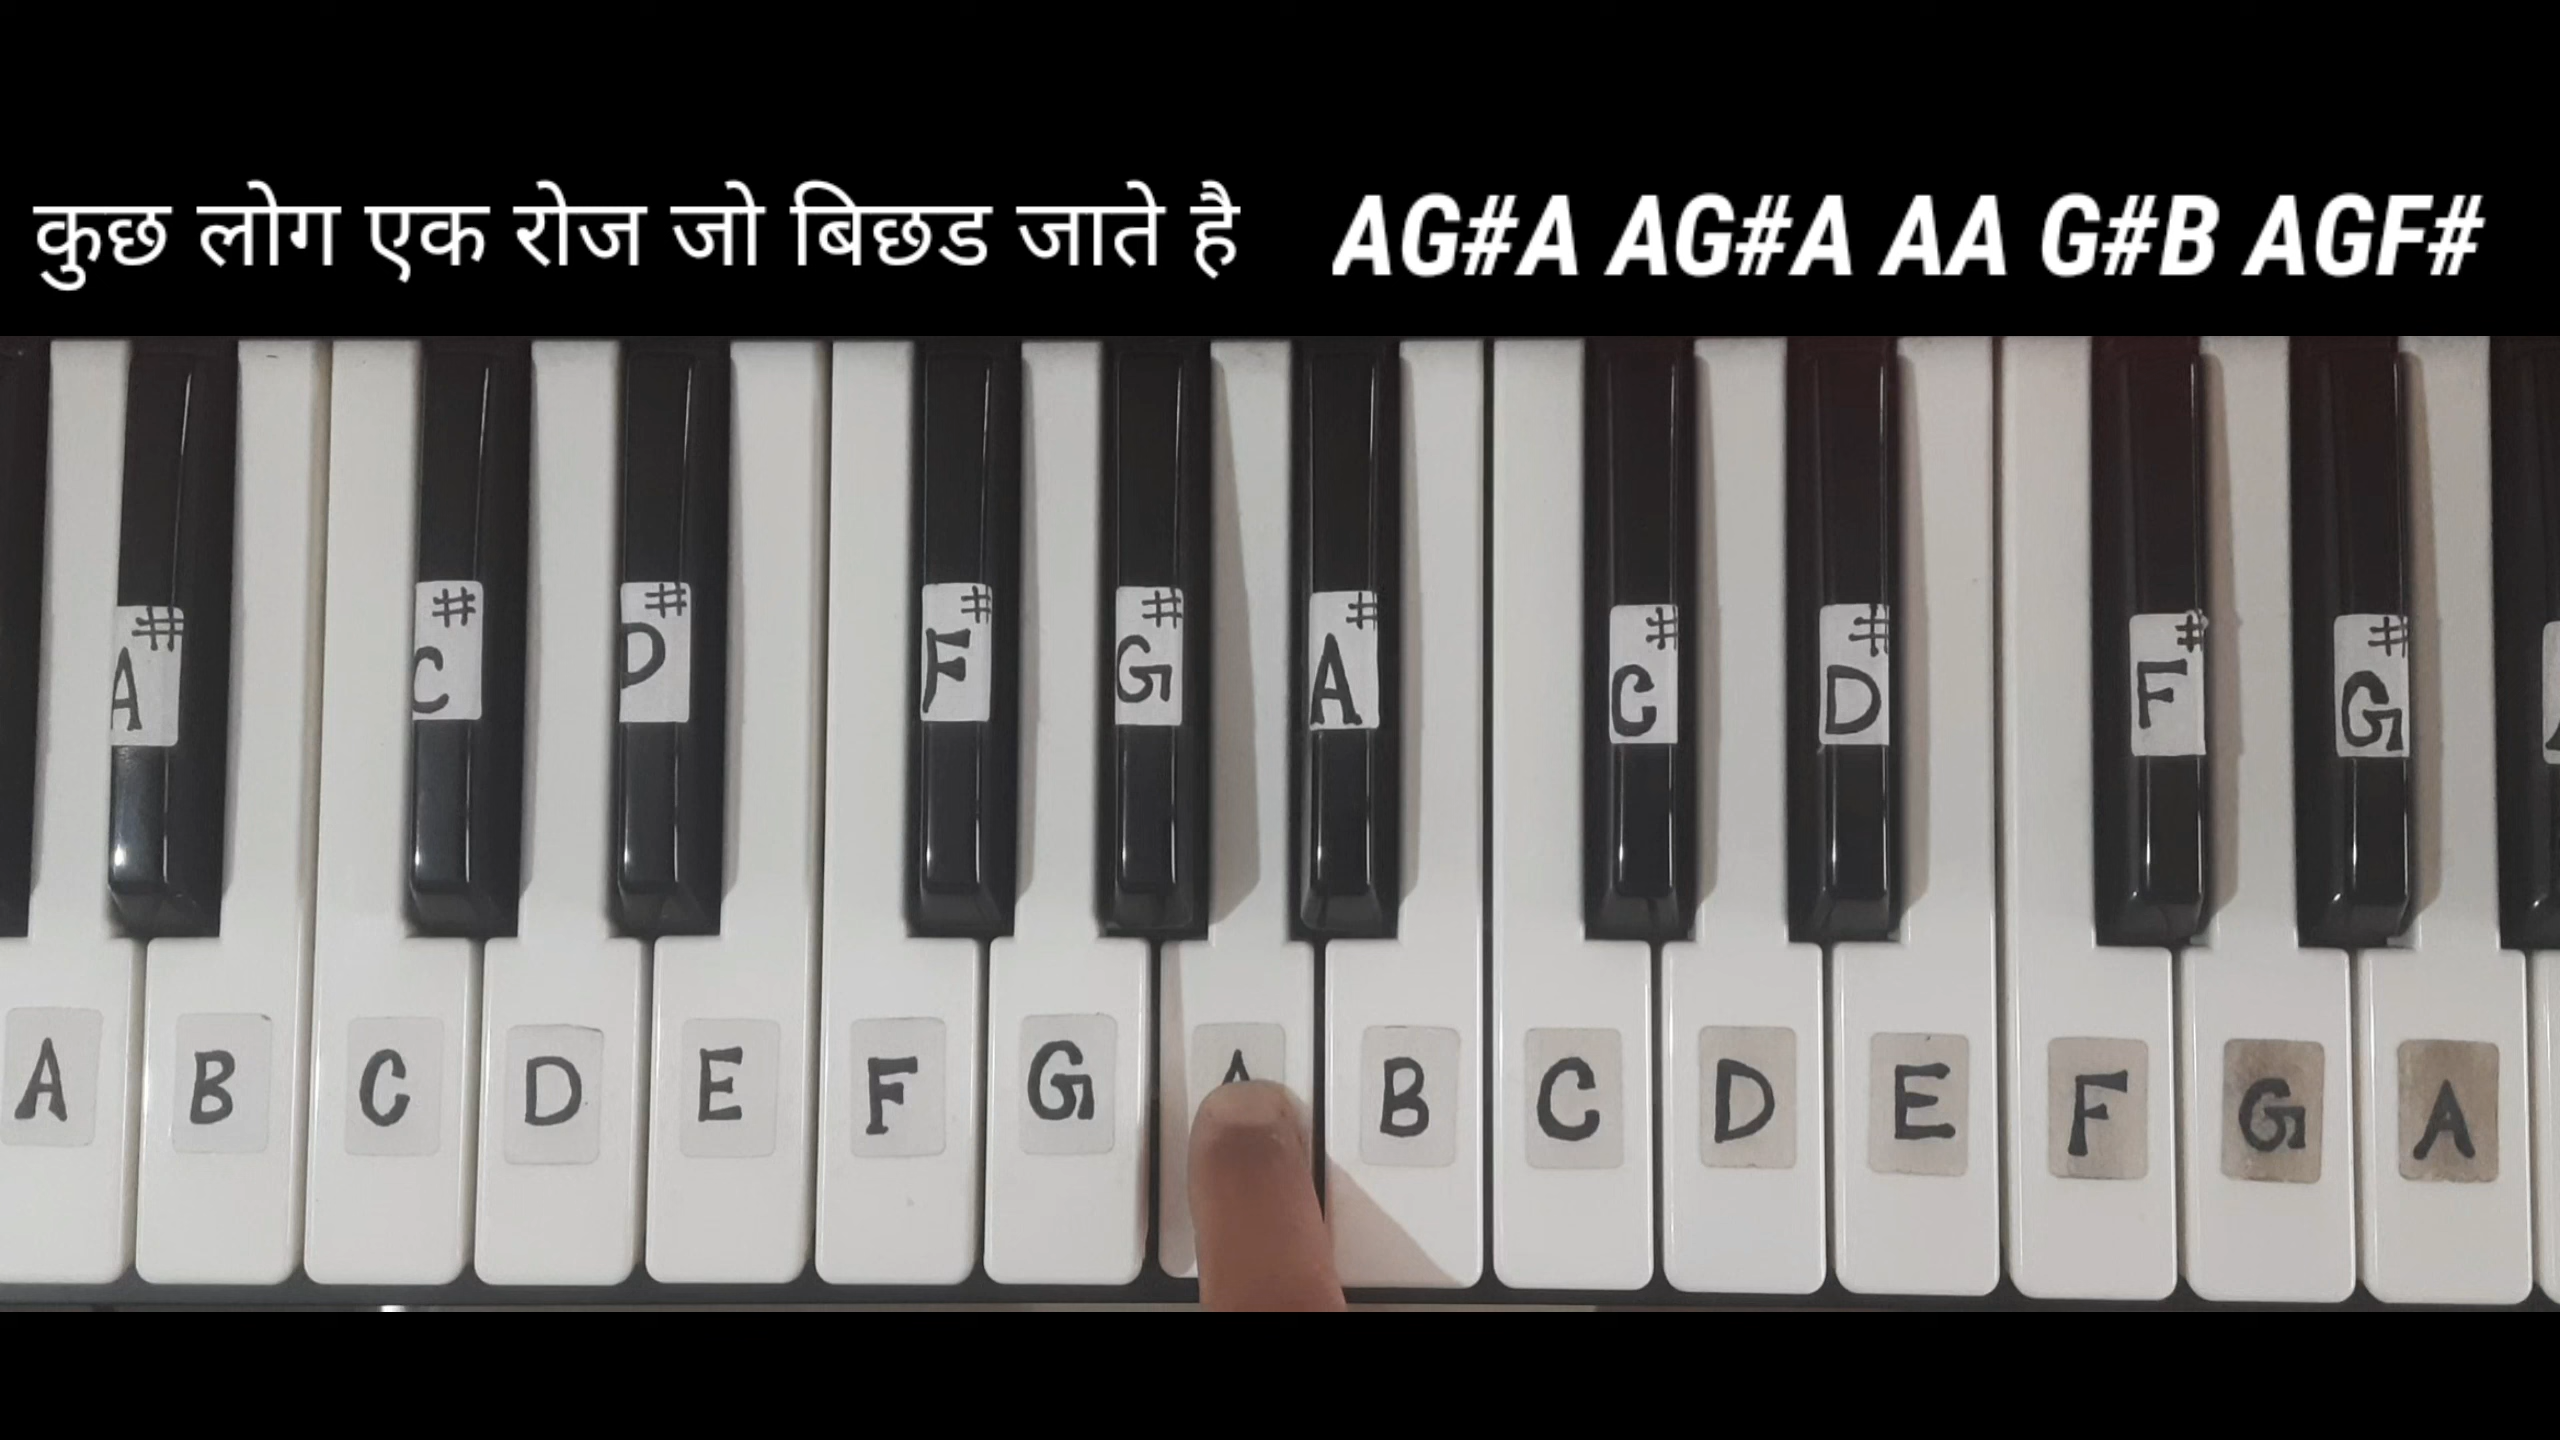 कुछ लोग एक रोज जो बिछड जाते है AG#A AG#A AA G#B AGF#
A# C# D# F# G# A# C# D# F# G#
A B C D E F G A B C D E F G A